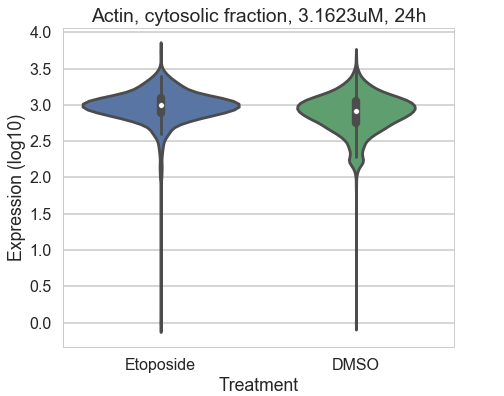 Actin, cytosolic fraction, 3.1623uM, 24h
Expression (log10)
4.0
3.5
3.0
2.5
2.0
1.5
1.0
0.5
0.0
Etoposide DMSO
Treatment